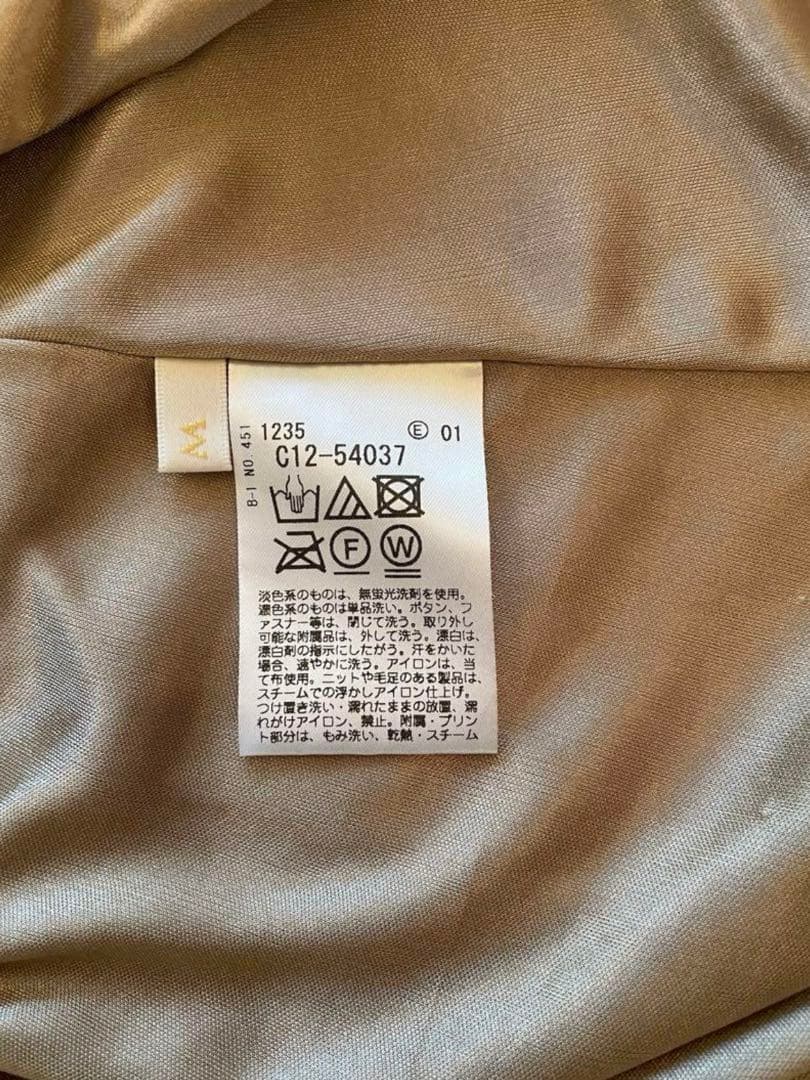 M
B-1 NO. 451
1235 Ⓔ 01
C12-54037
Ⓕ Ⓦ
淡色系のものは、無蛍光洗剤を使用。
濃色系のものは単品洗い。ボタン、フ
ァスナー等は、閉じて洗う。取り外し
可能な附属品は、外して洗う。漂白は、
漂白剤の指示にしたがう。汗をかいた
場合、速やかに洗う。アイロンは、当
て布使用。ニットや毛足のある製品は、
スチームでの浮かしアイロン仕上げ。
つけ置き洗い・濡れたままの放置、濡
れがけアイロン、禁止。附属・プリン
ト部分は、もみ洗い、乾熱・スチーム